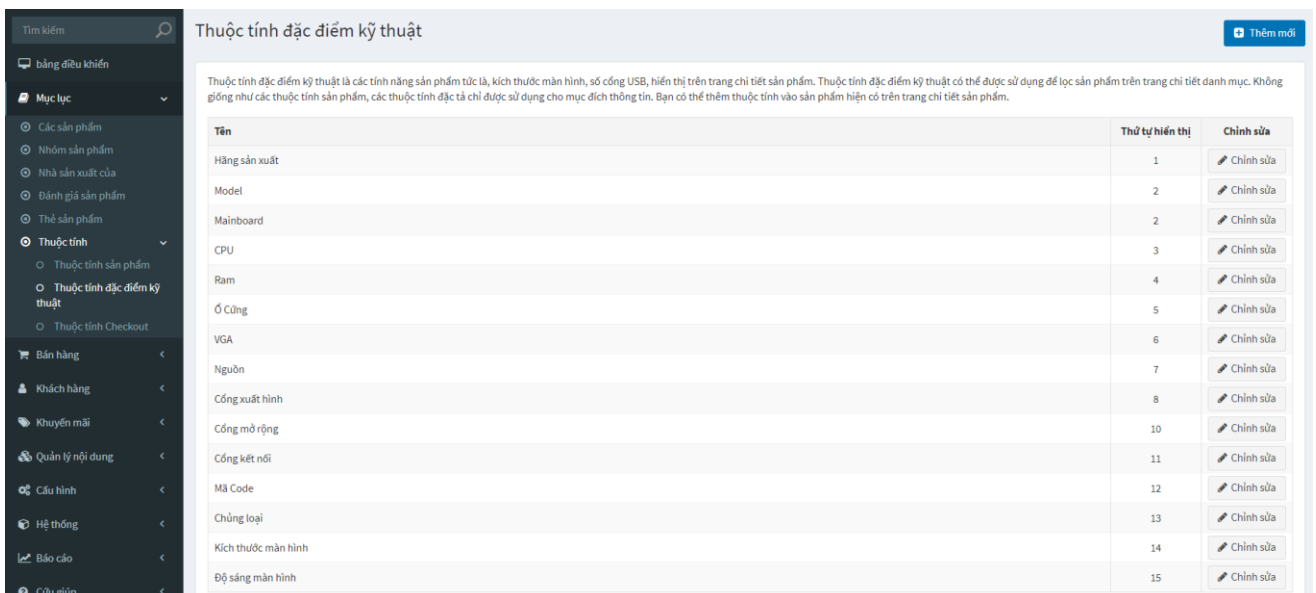 Tìm kiếm
bảng điều khiển
Mục lục
Các sản phẩm
Nhóm sản phẩm
Nhà sản xuất của
Đánh giá sản phẩm
Thẻ sản phẩm
Thuộc tính
Thuộc tính sản phẩm
Thuộc tính đặc điểm kỹ
thuật
Thuộc tính Checkout
Bán hàng
Khách hàng
Khuyến mãi
Quản lý nội dung
Cấu hình
Hệ thống
Báo cáo
Cứu giúp
Thuộc tính đặc điểm kỹ thuật
Thêm mới
Thuộc tính đặc điểm kỹ thuật là các tính năng sản phẩm tức là, kích thước màn hình, số cổng USB, hiển thị trên trang chi tiết sản phẩm. Thuộc tính đặc điểm kỹ thuật có thể được sử dụng để lọc sản phẩm trên trang chi tiết danh mục. Không
giống như các thuộc tính sản phẩm, các thuộc tính đặc tả chỉ được sử dụng cho mục đích thông tin. Bạn có thể thêm thuộc tính vào sản phẩm hiện có trên trang chi tiết sản phẩm.
Tên Thứ tự hiển thị Chỉnh sửa
Hãng sản xuất 1 Chỉnh sửa
Model 2 Chỉnh sửa
Mainboard 2 Chỉnh sửa
CPU 3 Chỉnh sửa
Ram 4 Chỉnh sửa
Ổ Cứng 5 Chỉnh sửa
VGA 6 Chỉnh sửa
Nguồn 7 Chỉnh sửa
Cổng xuất hình 8 Chỉnh sửa
Cổng mở rộng 10 Chỉnh sửa
Cổng kết nối 11 Chỉnh sửa
Mã Code 12 Chỉnh sửa
Chủng loại 13 Chỉnh sửa
Kích thước màn hình 14 Chỉnh sửa
Độ sáng màn hình 15 Chỉnh sửa